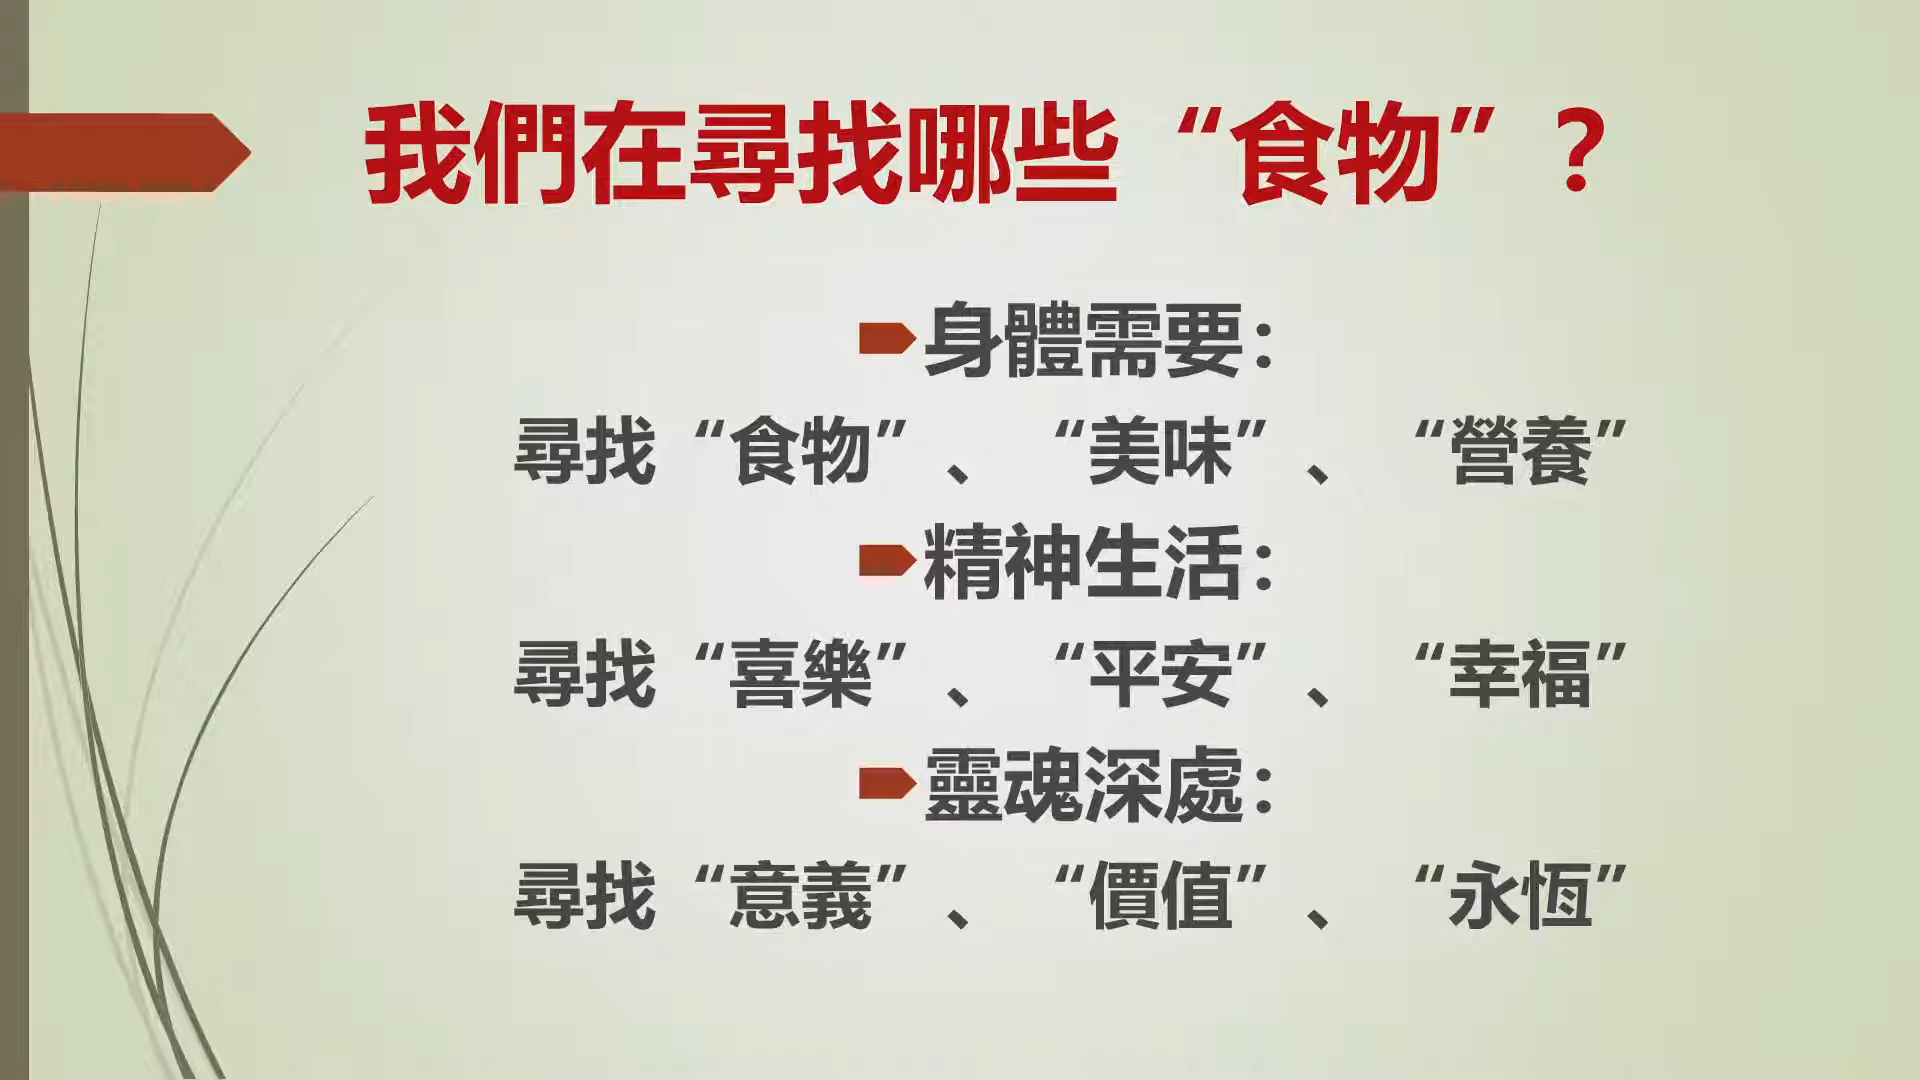 我們在尋找哪些“食物”？
身體需要：
尋找“食物”、“美味”、“營養”
精神生活：
尋找“喜樂”、“平安”、“幸福”
靈魂深處：
尋找“意義”、“價值”、“永恆”